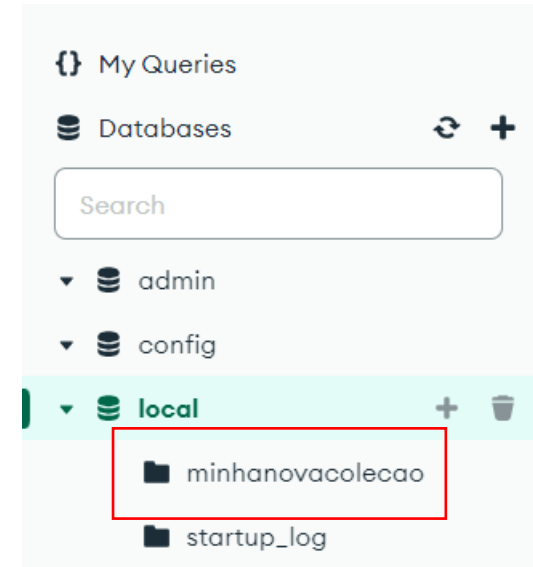 My Queries
Databases
Search
admin
config
local
minhanovacolecao
startup_log